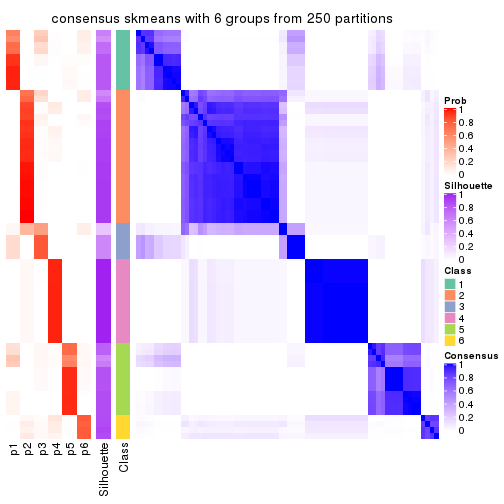 consensus skmeans with 6 groups from 250 partitions
Prob
1
0.8
0.6
0.4
0.2
0
Silhouette
1
0.8
0.6
0.4
0.2
0
Class
1
2
3
4
5
6
Consensus
1
0.8
0.6
0.4
0.2
0
p1
p2
p3
p4
p5
p6
Silhouette
Class